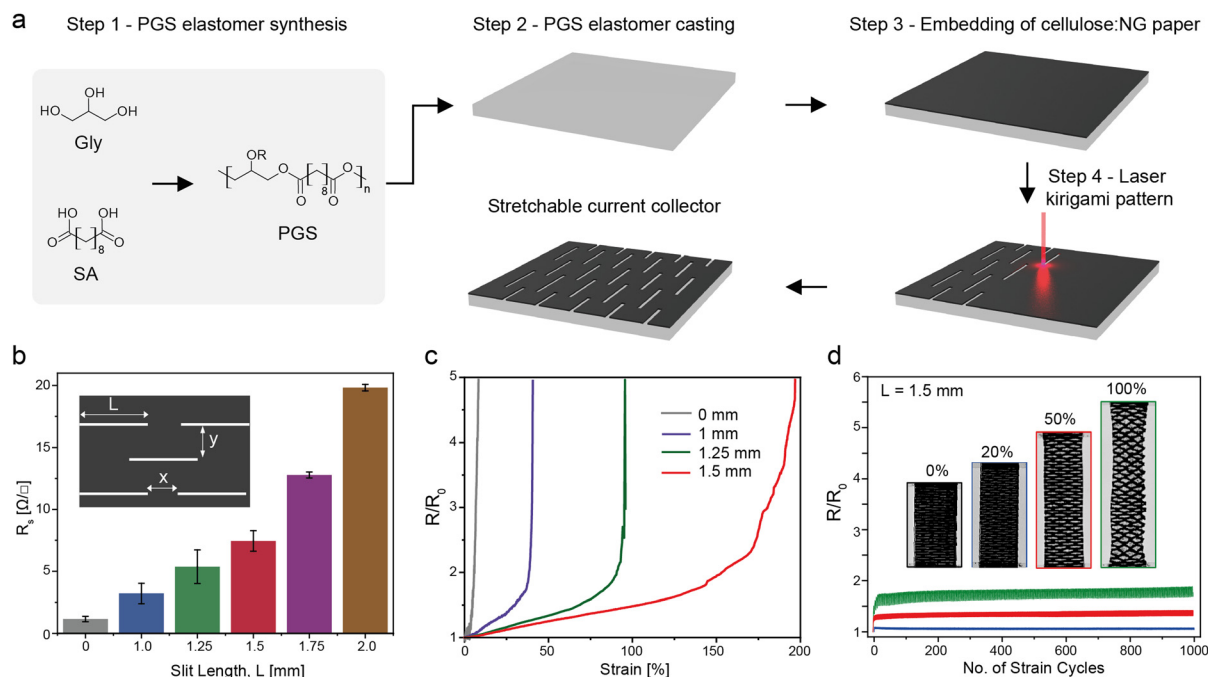 a
Step 1 - PGS elastomer synthesis
Step 2 - PGS elastomer casting
Step 3 - Embedding of cellulose:NG paper
OH
HO
OH
Gly
HO
OH
O
O
8
SA
OR
O
O
8
O
O
n
PGS
Step 4 - Laser
kirigami pattern
Stretchable current collector
b
20
15
10
5
0
Rs [Ω/□]
L
y
x
0
1.0
1.25
1.5
1.75
2.0
Slit Length, L [mm]
c
5
4
3
2
1
R/R0
0 mm
1 mm
1.25 mm
1.5 mm
0
50
100
150
200
Strain [%]
d
6
5
4
3
2
1
R/R0
L = 1.5 mm
0%
20%
50%
100%
0
200
400
600
800
1000
No. of Strain Cycles